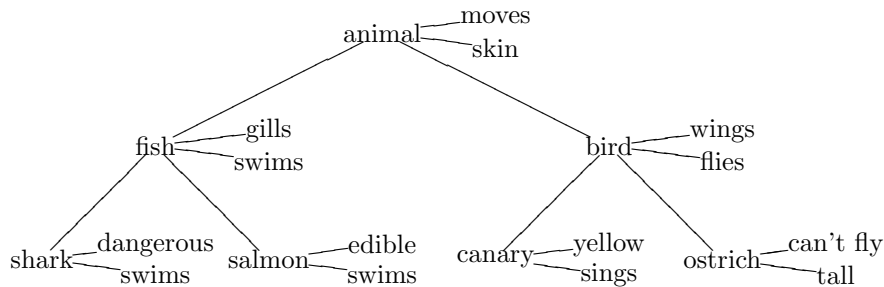 moves
animal
skin
gills
wings
fish
bird
swims
flies
dangerous
edible
yellow
can't fly
shark
salmon
canary
ostrich
swims
swims
sings
tall